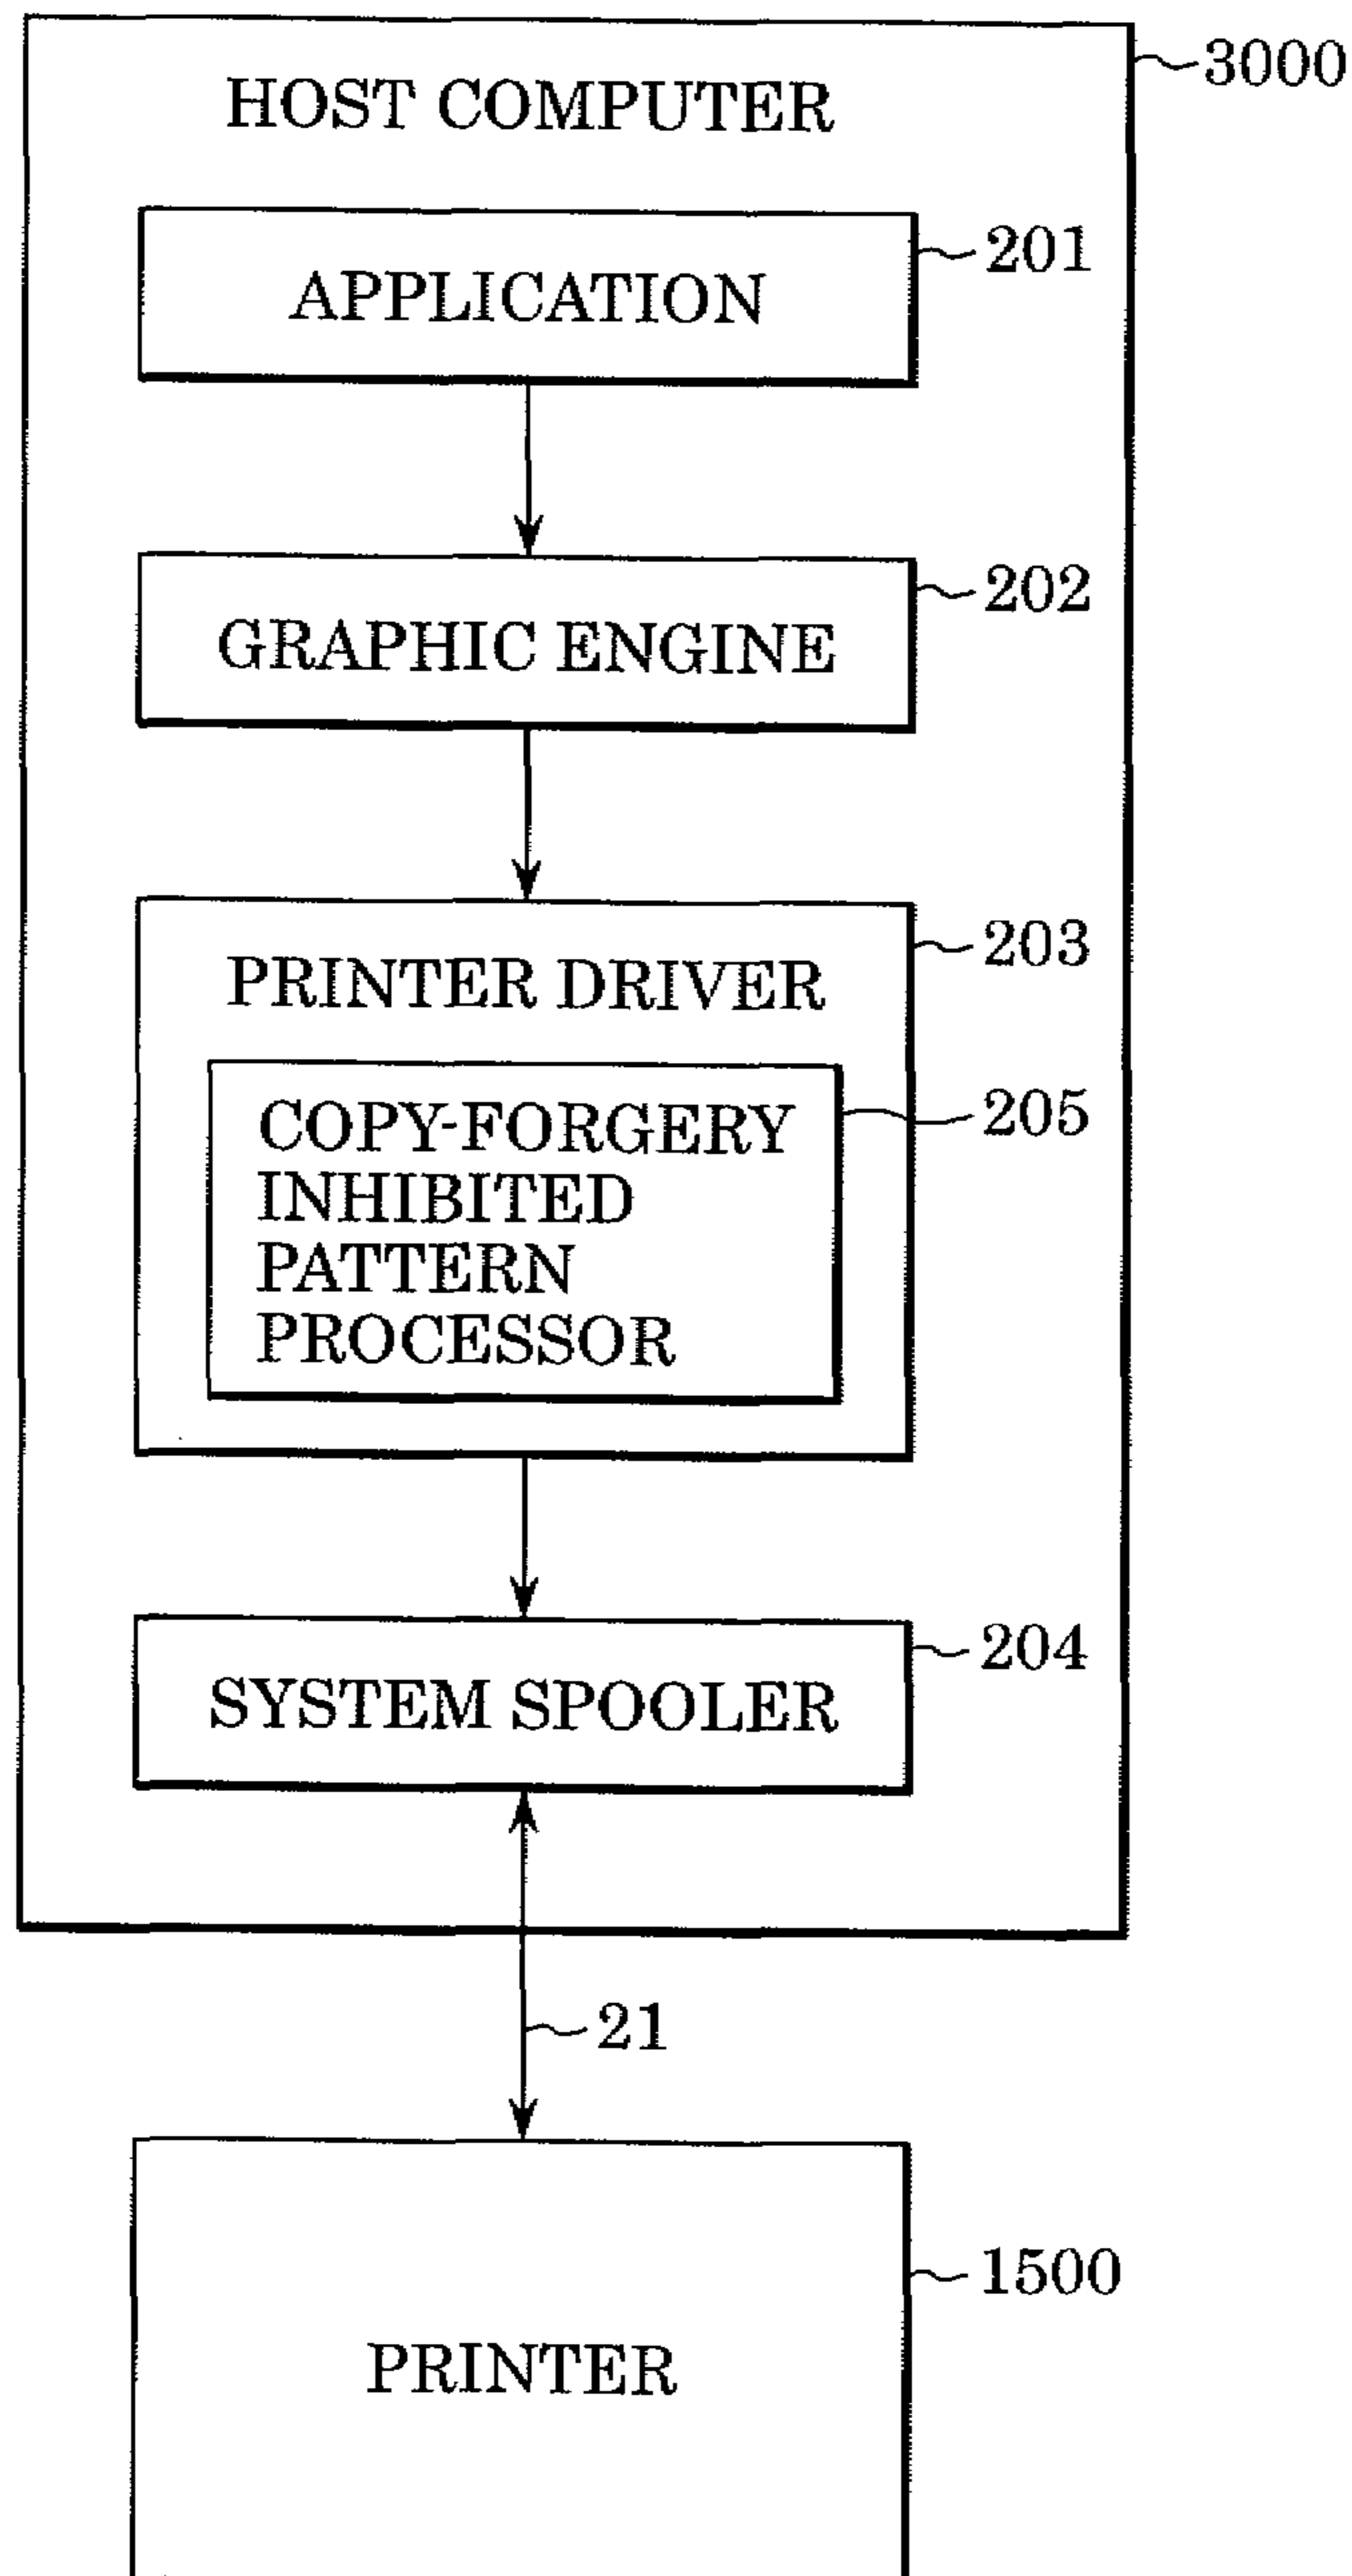 3000
HOST COMPUTER
201
APPLICATION
202
GRAPHIC ENGINE
203
PRINTER DRIVER
205
COPY-FORGERY
INHIBITED
PATTERN
PROCESSOR
204
SYSTEM SPOOLER
21
1500
PRINTER